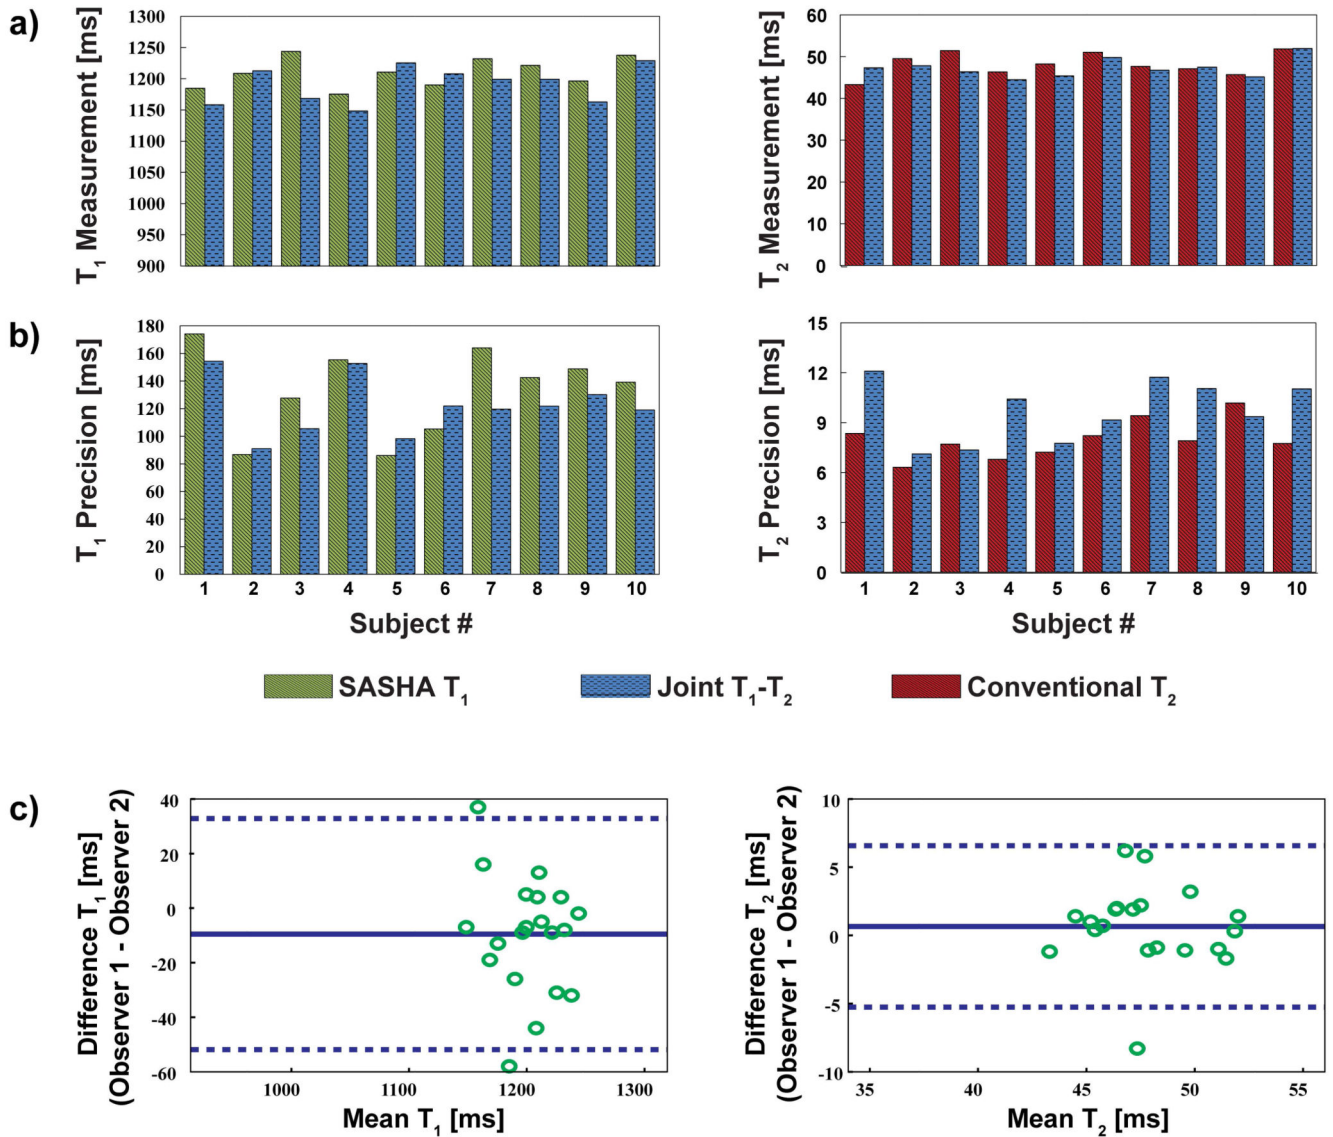 a)
T1 Measurement [ms]
1300
1250
1200
1150
1100
1050
1000
950
900
T2 Measurement [ms]
60
50
40
30
20
10
0
b)
T1 Precision [ms]
180
160
140
120
100
80
60
40
20
0
1 2 3 4 5 6 7 8 9 10
Subject #
T2 Precision [ms]
15
12
9
6
3
0
1 2 3 4 5 6 7 8 9 10
Subject #
SASHA T1
Joint T1-T2
Conventional T2
c)
Difference T1 [ms]
(Observer 1 - Observer 2)
40
20
0
-20
-40
-60
1000 1100 1200 1300
Mean T1 [ms]
Difference T2 [ms]
(Observer 1 - Observer 2)
10
5
0
-5
-10
35 40 45 50 55
Mean T2 [ms]